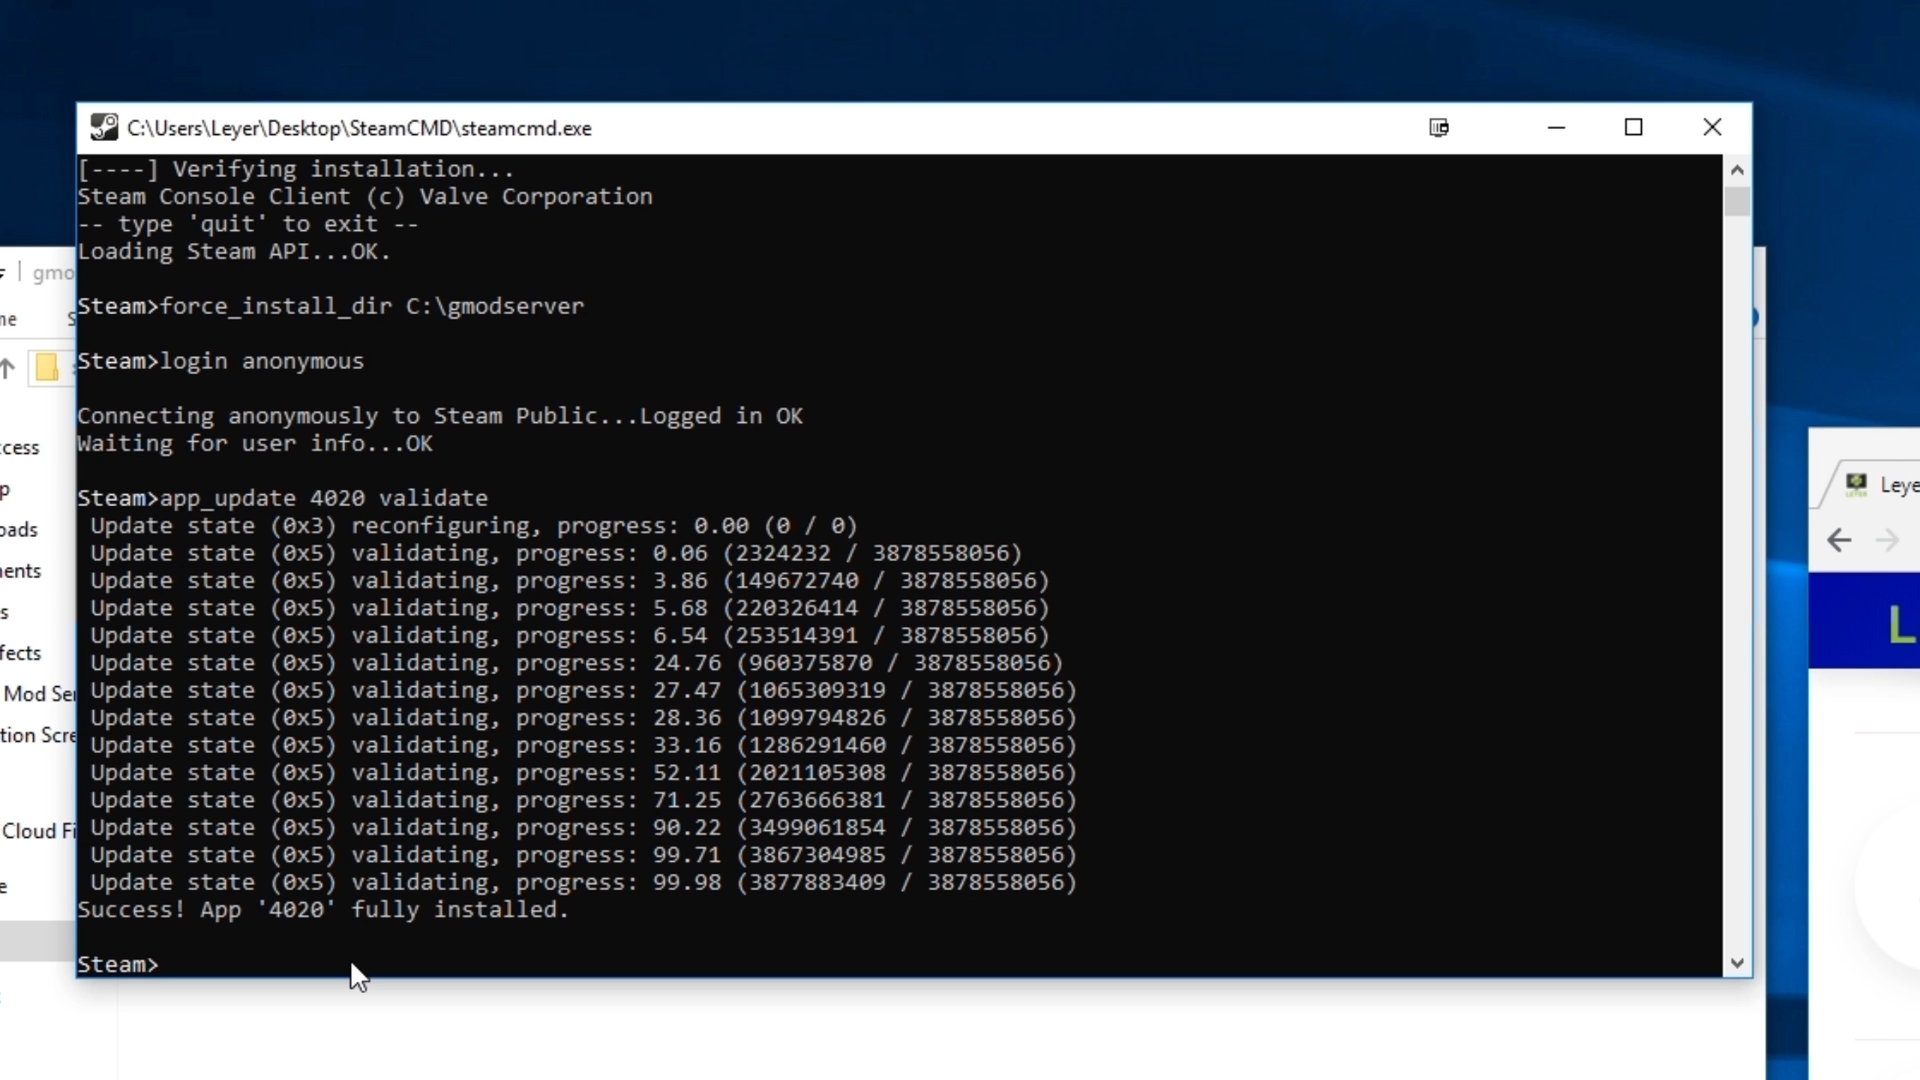 C:\Users\Leyer\Desktop\SteamCMD\steamcmd.exe
[----] Verifying installation...
Steam Console Client (c) Valve Corporation
-- type 'quit' to exit --
Loading Steam API...OK.
Steam>force_install_dir C:\gmodserver
Steam>login anonymous
Connecting anonymously to Steam Public...Logged in OK
Waiting for user info...OK
Steam>app_update 4020 validate
Update state (0x3) reconfiguring, progress: 0.00 (0 / 0)
Update state (0x5) validating, progress: 0.06 (2324232 / 3878558056)
Update state (0x5) validating, progress: 3.86 (149672740 / 3878558056)
Update state (0x5) validating, progress: 5.68 (220326414 / 3878558056)
Update state (0x5) validating, progress: 6.54 (253514391 / 3878558056)
Update state (0x5) validating, progress: 24.76 (960375870 / 3878558056)
Update state (0x5) validating, progress: 27.47 (1065309319 / 3878558056)
Update state (0x5) validating, progress: 28.36 (1099794826 / 3878558056)
Update state (0x5) validating, progress: 33.16 (1286291460 / 3878558056)
Update state (0x5) validating, progress: 52.11 (2021105308 / 3878558056)
Update state (0x5) validating, progress: 71.25 (2763666381 / 3878558056)
Update state (0x5) validating, progress: 90.22 (3499061854 / 3878558056)
Update state (0x5) validating, progress: 99.71 (3867304985 / 3878558056)
Update state (0x5) validating, progress: 99.98 (3877883409 / 3878558056)
Success! App '4020' fully installed.
Steam>
gmo
me
ccess
p
oads
ents
s
fects
Mod Ser
tion Scre
Cloud Fi
e
Leye
L